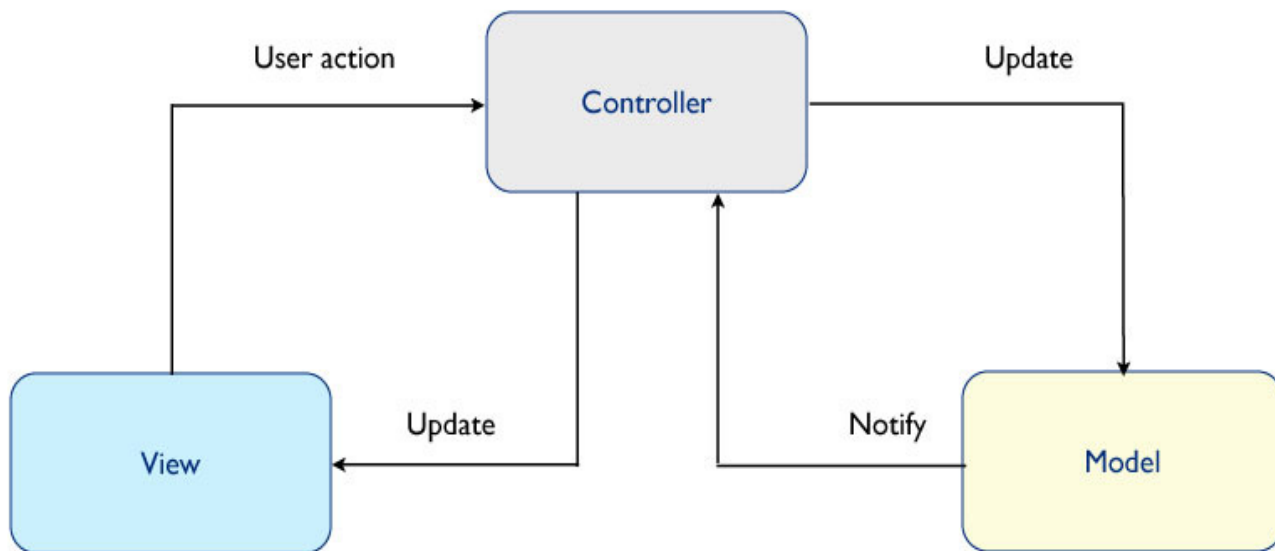 User action
Controller
Update
Update
Notify
View
Model